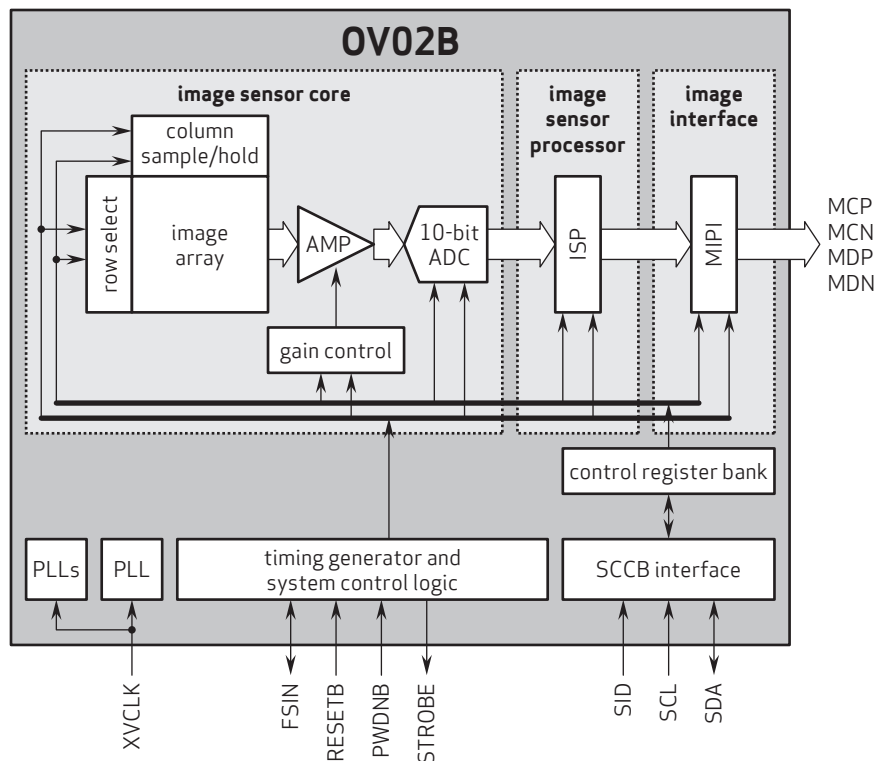 OV02B
image sensor core
image
sensor
processor
image
interface
column
sample/hold
row select
image
array
AMP
10-bit
ADC
ISP
MIPI
MCP
MCN
MDP
MDN
gain control
control register bank
PLLs
PLL
timing generator and
system control logic
SCCB interface
XVCLK
FSIN
RESETB
PWDNB
STROBE
SID
SCL
SDA